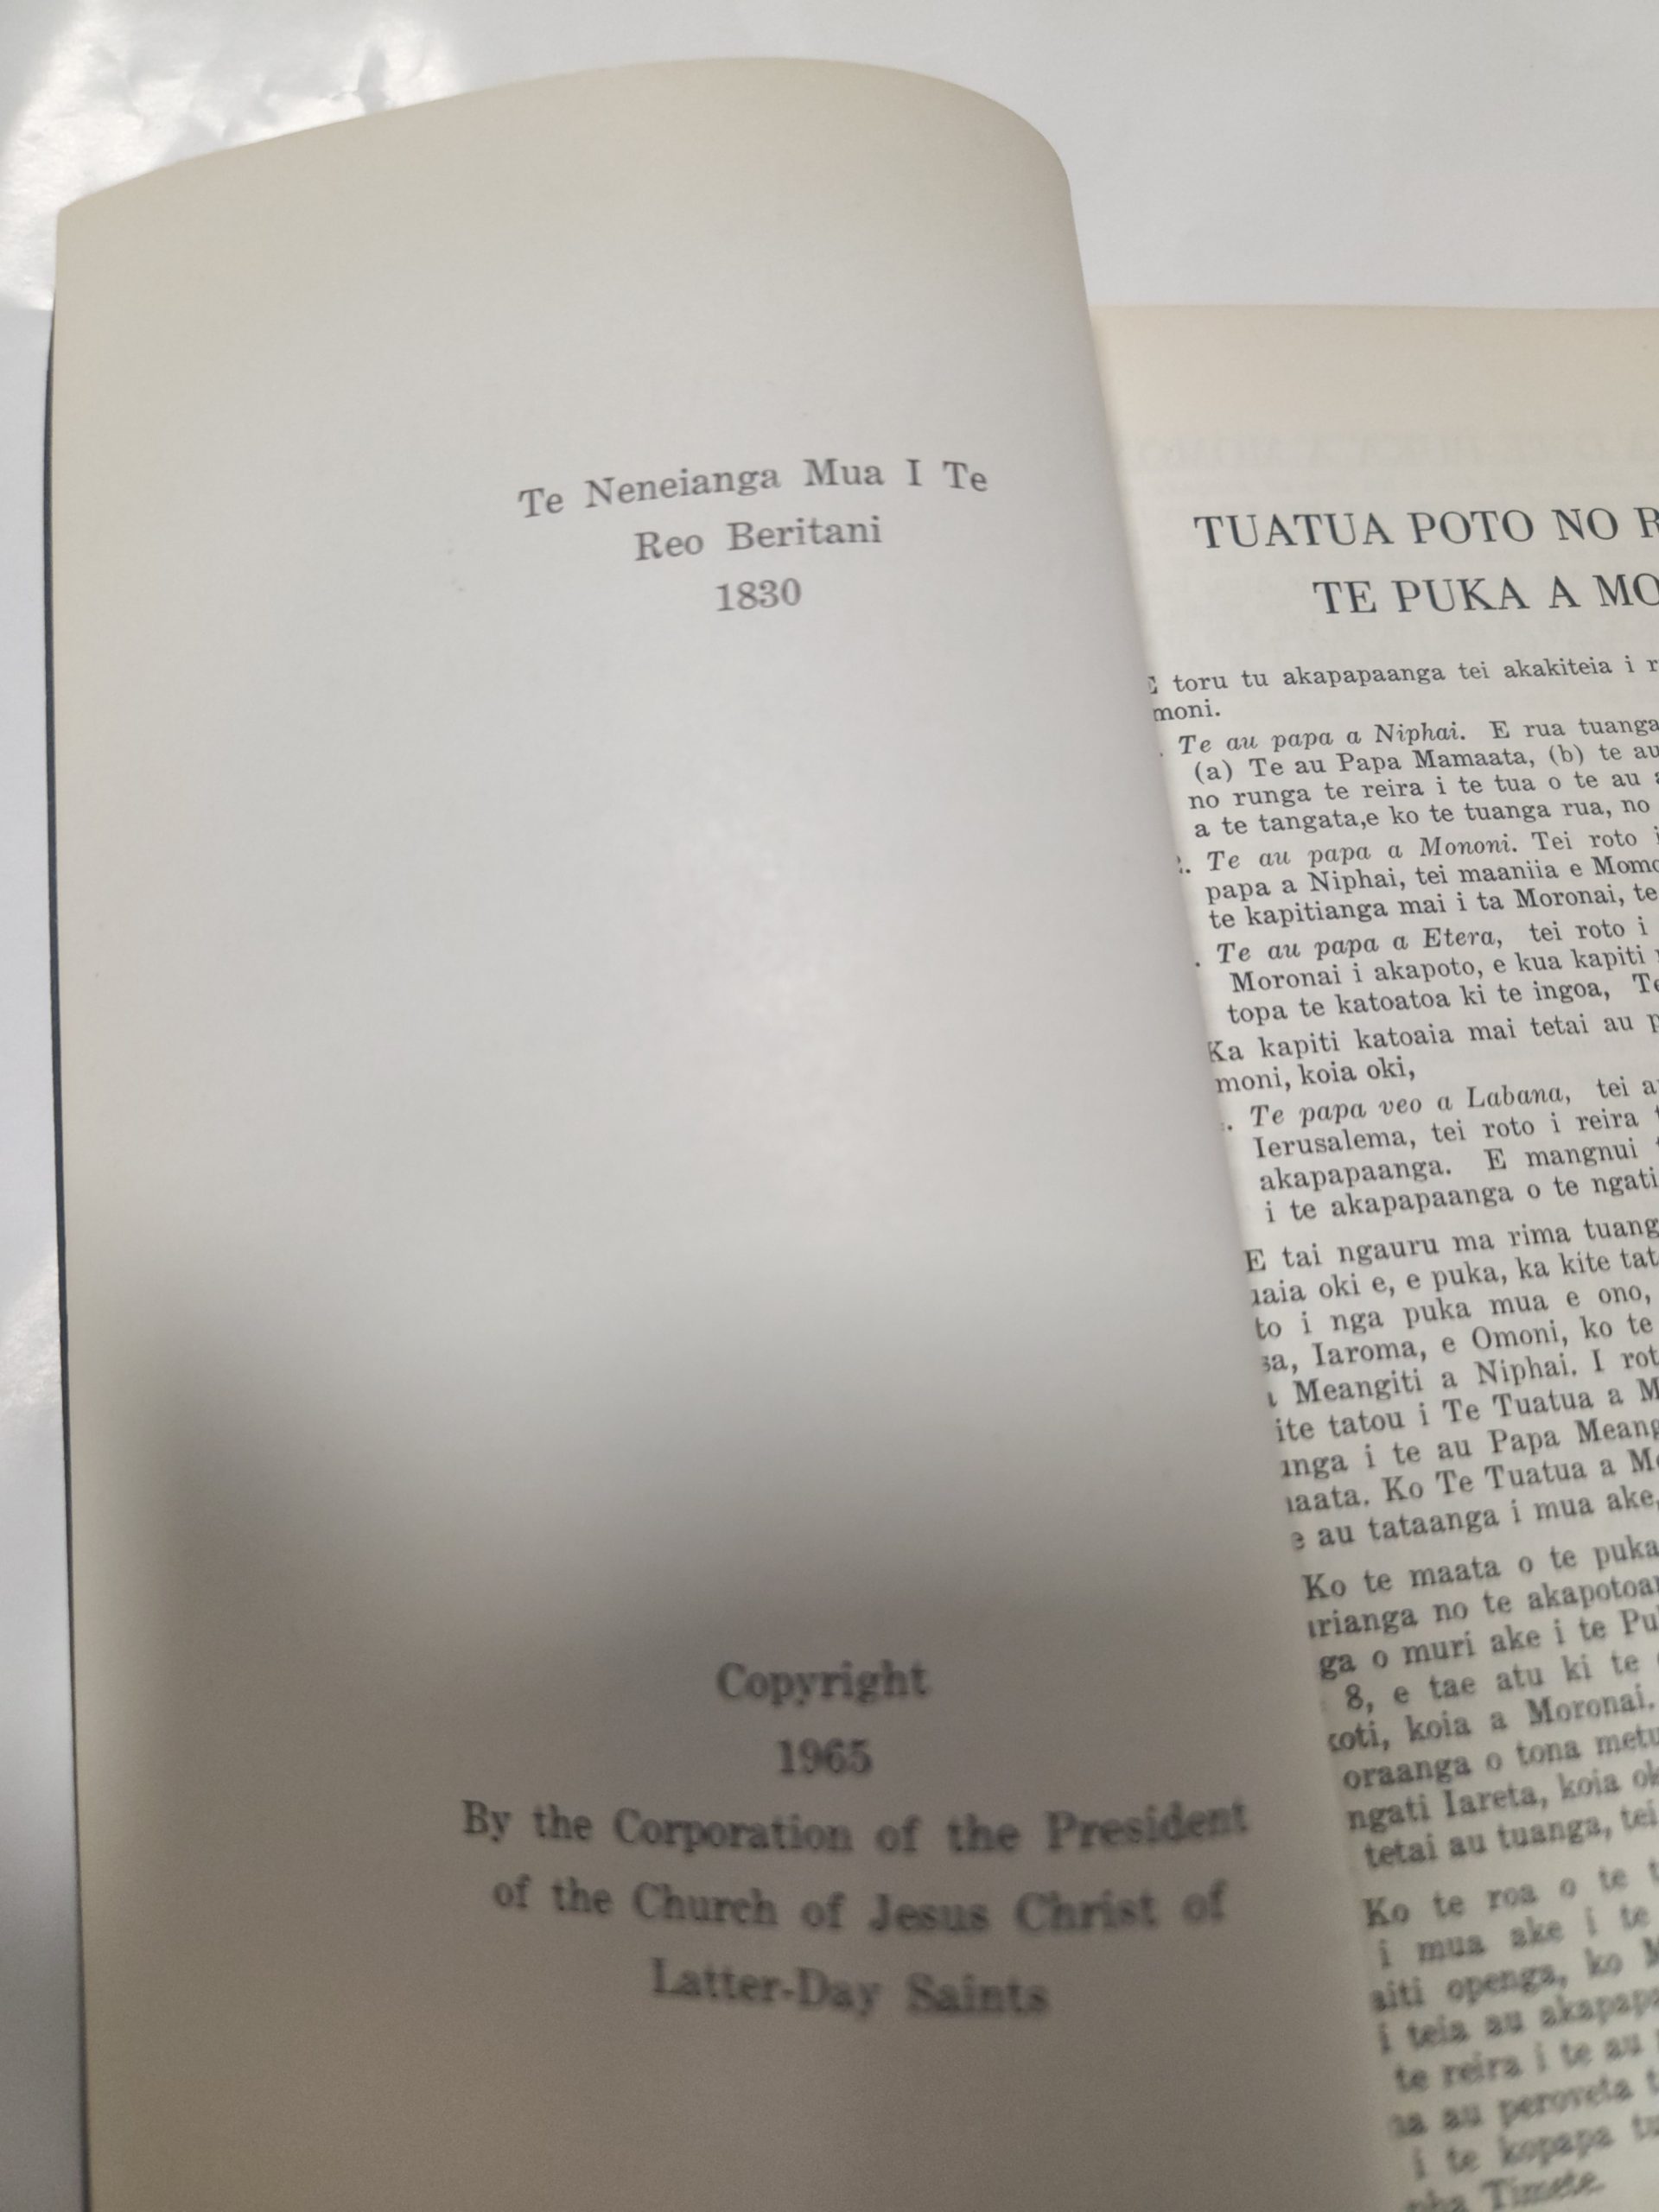 Te Neneianga Mua I Te
Reo Beritani
1830
Copyright
1965
By the Corporation of the President
of the Church of Jesus Christ of
Latter-Day Saints
TUATUA POTO NO
TE PUKA A
toru tu akapapaanga tei akakiteia i
moni.
Te au papa a Niphai. E rua tuanga
(a) Te au Papa Mamaata, (b) te au
no runga te reira i te tua o te au
a te tangata,e ko te tuanga rua, no
Te au papa a Mononi. Tei roto
papa a Niphai, tei maaniia e
te kapitianga mai i ta Moronai, te
Te au papa a Etera, tei roto i
Moronai i akapoto, e kua kapiti
topa te katoatoa ki te ingoa,
Ka kapiti katoaia mai tetai au
moni, koia oki,
Te papa veo a Labana, tei
Ierusalema, tei roto i reira
akapapaanga. E mangnui
i te akapapaanga o te ngati
E tai ngauru ma rima
oki e, e puka, ka kite
i nga puka mua e ono,
Iaroma, e Omoni, ko te
Meangiti a Niphai. I
tatou i Te Tuatua a
i te au Papa
Ko Te Tuatua a
au tataanga i mua ake,
Ko te maata o te puka
no te
o muri ake i te
8, e tae atu ki te
koia a Moronai.
oraanga o tona
ngati Iareta, koia
tetai au tuanga, tei
Ko te roa o te
i mua ake i te
openga, ko
i teia au
te reira i te au
au peroveta
i te kopapa
Timete.